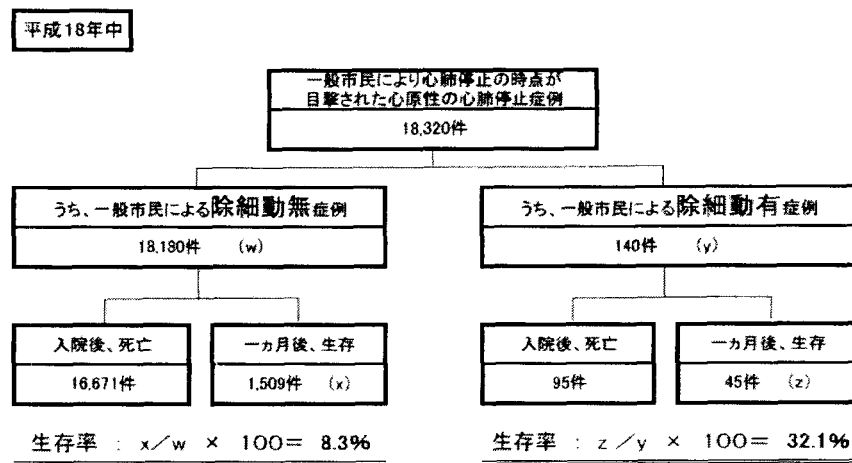 平成18年中
一般市民により心肺停止の時点が
目撃された心原性の心肺停止症例
18,320件
うち、一般市民による除細動無症例
18,180件 (w)
うち、一般市民による除細動有症例
140件 (y)
入院後、死亡
16,671件
一ヵ月後、生存
1,509件 (x)
入院後、死亡
95件
一ヵ月後、生存
45件 (z)
生存率 : x/w × 100= 8.3%
生存率 : z/y × 100= 32.1%